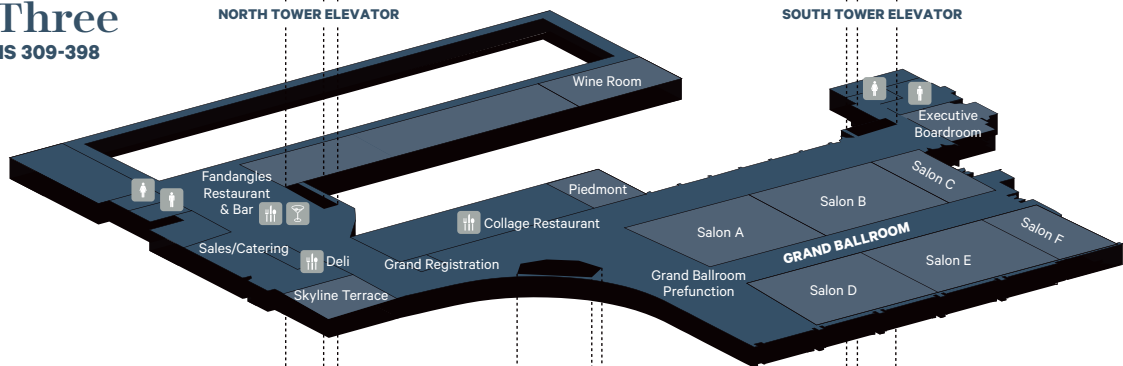 Three
309-398
NORTH TOWER ELEVATOR
SOUTH TOWER ELEVATOR
Wine Room
Executive
Boardroom
Fandangles
Restaurant
& Bar
Piedmont
Salon C
Salon B
Collage Restaurant
Salon A
GRAND BALLROOM
Salon F
Sales/Catering
Deli
Grand Registration
Salon E
Grand Ballroom
Prefunction
Skyline Terrace
Salon D